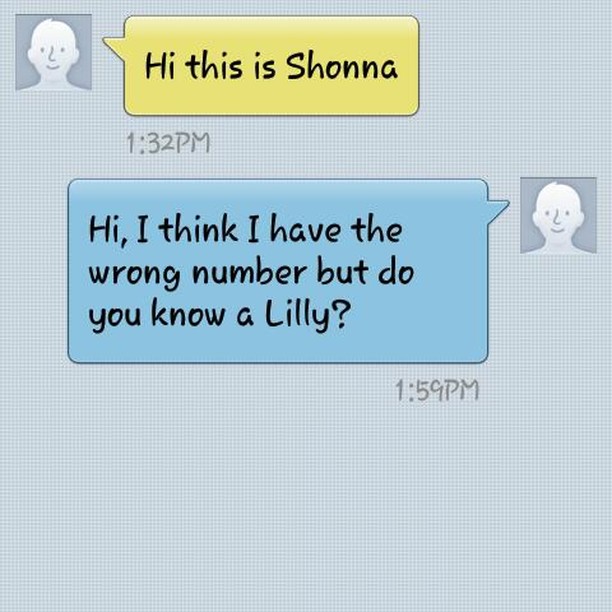 Hi this is Shonna
1:32PM
Hi, I think I have the
wrong number but do
you know a Lilly?
1:59PM